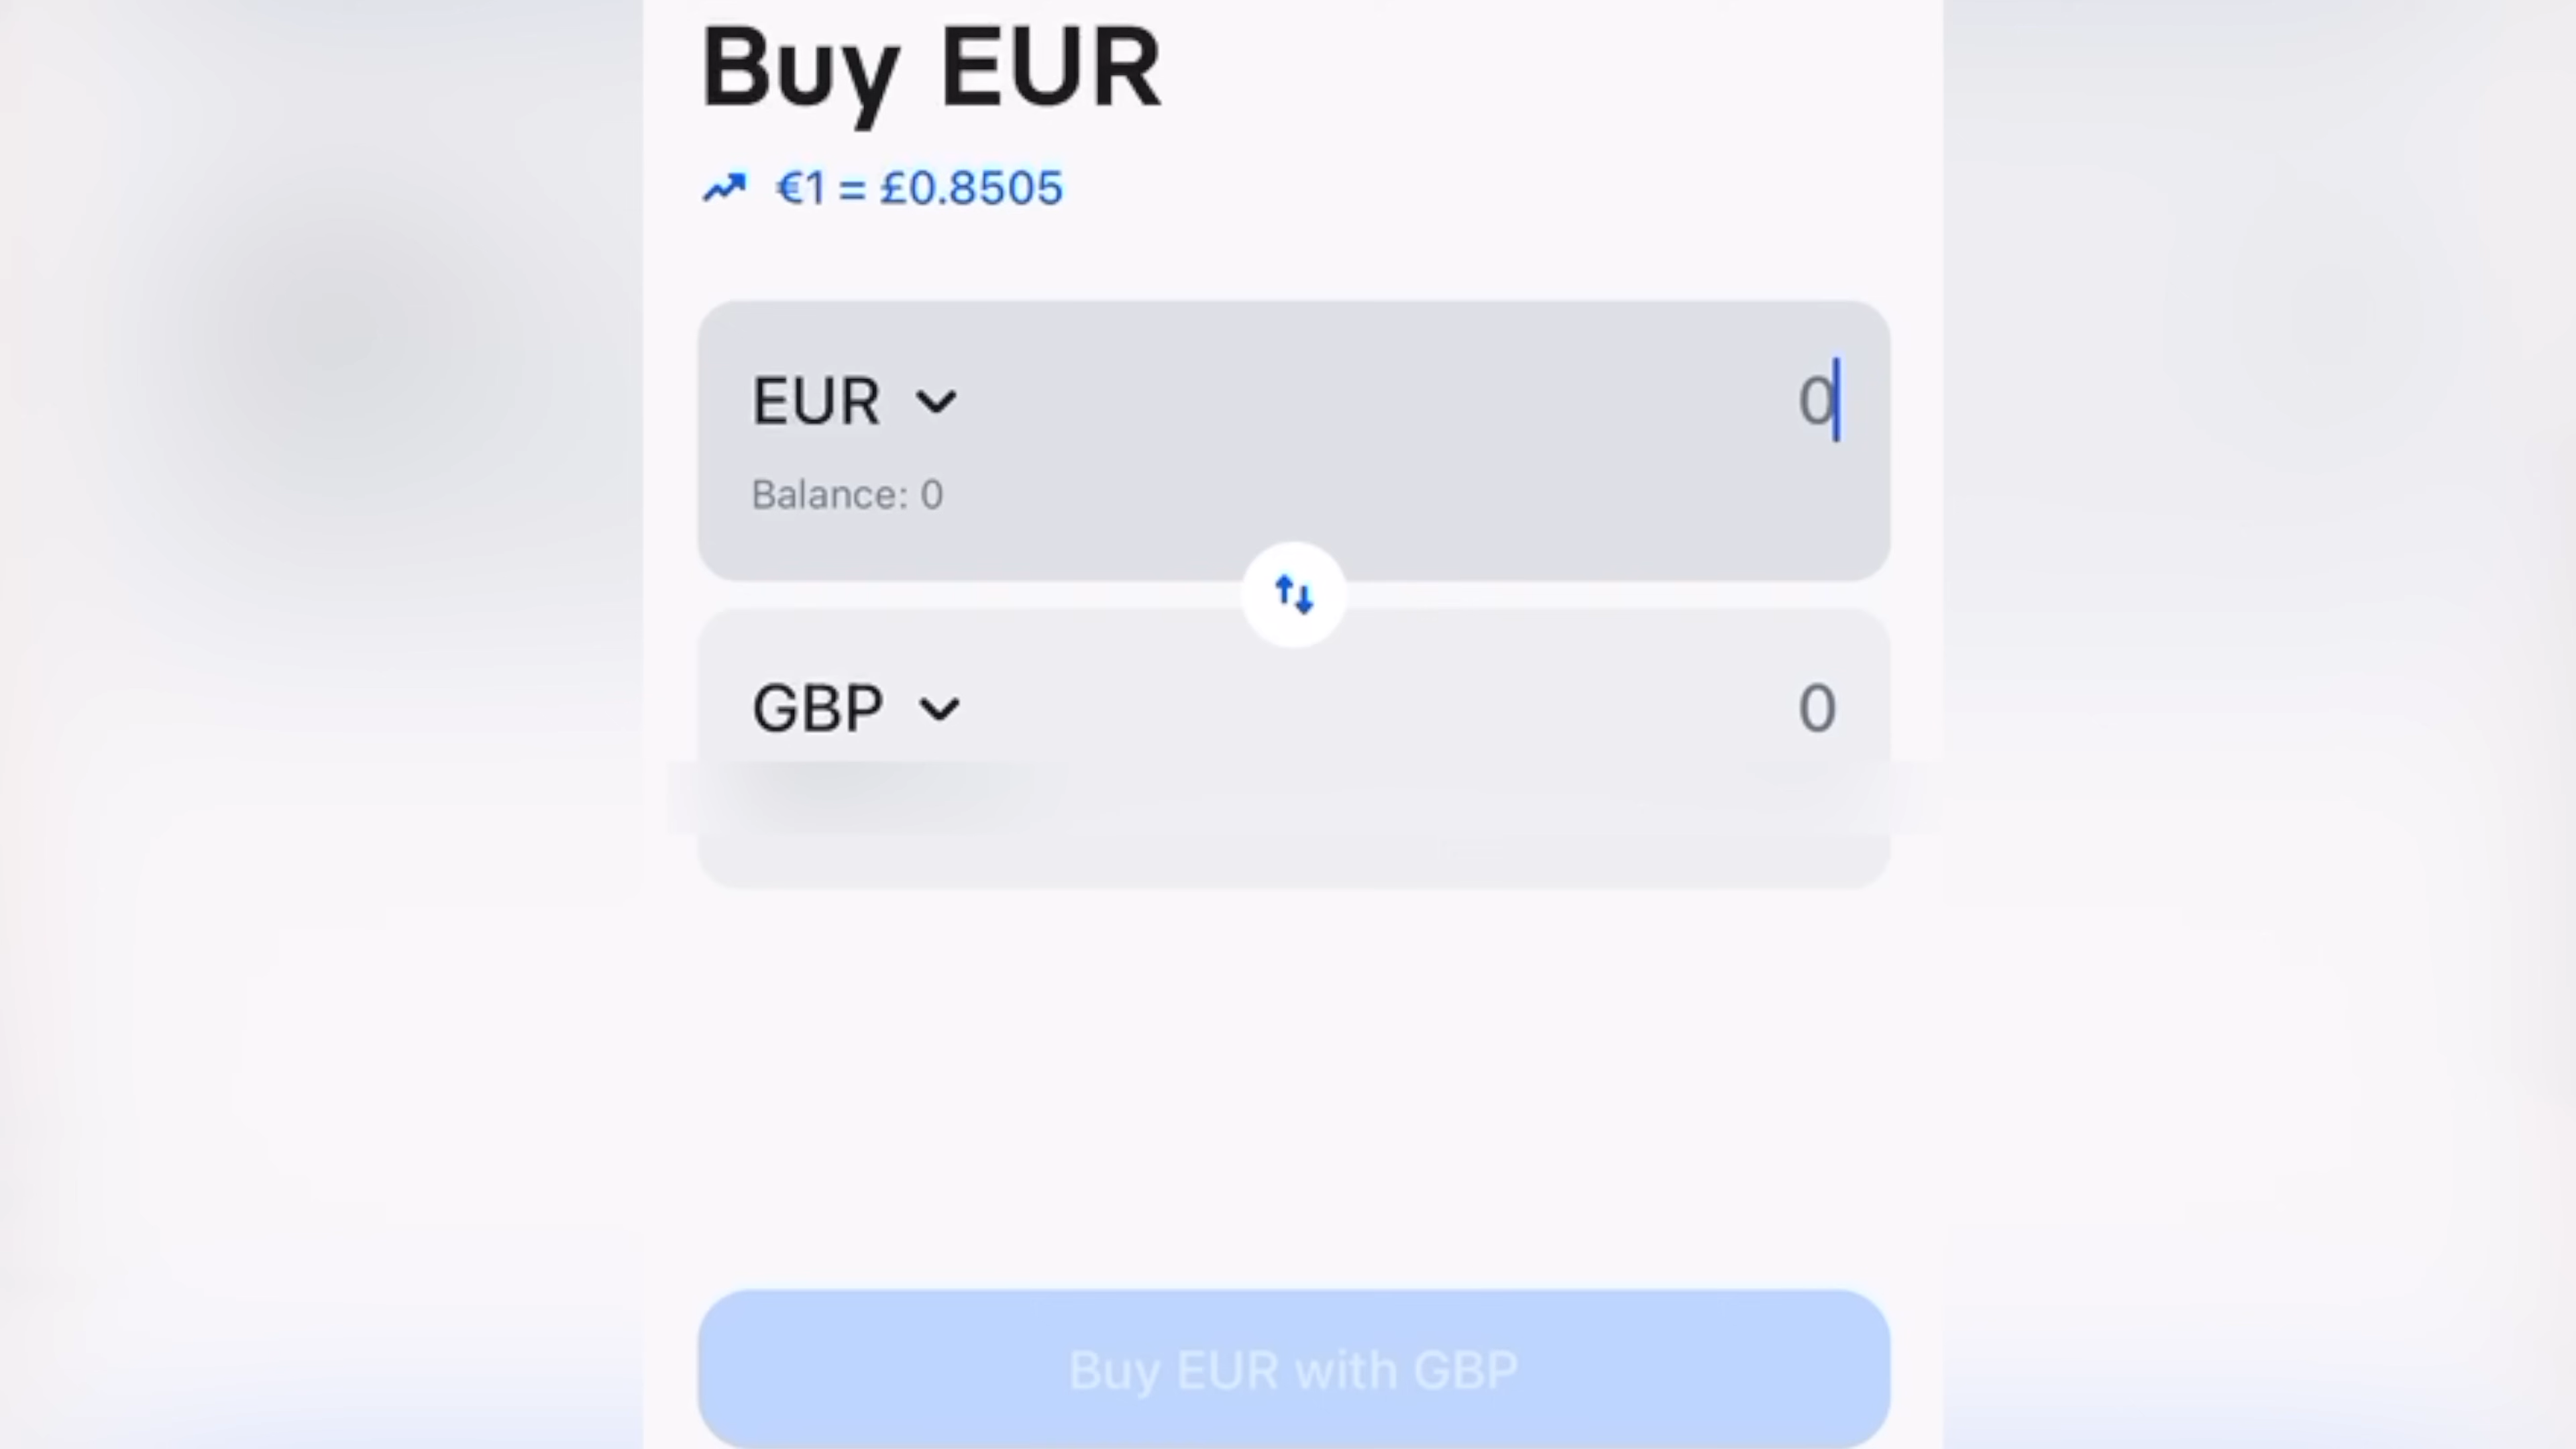 Buy EUR
€1 = £0.8505
EUR 0
Balance: 0
GBP 0
Buy EUR with GBP